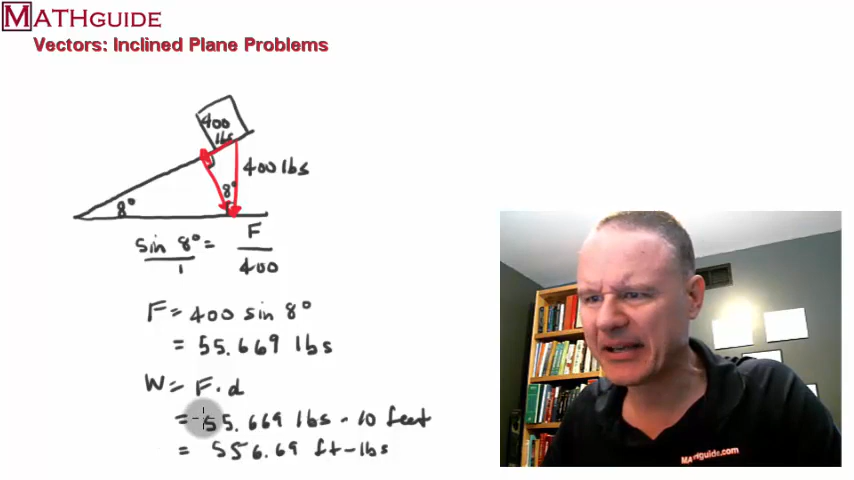 MATHGUIDE
Vectors: Inclined Plane Problems
400
lbs
400 lbs
8°
8°
sin 8° = F
1 400
F = 400 sin 8°
= 55.669 lbs
W = F · d
= 55.669 lbs · 10 feet
= 556.69 ft-lbs
Mathguide.com